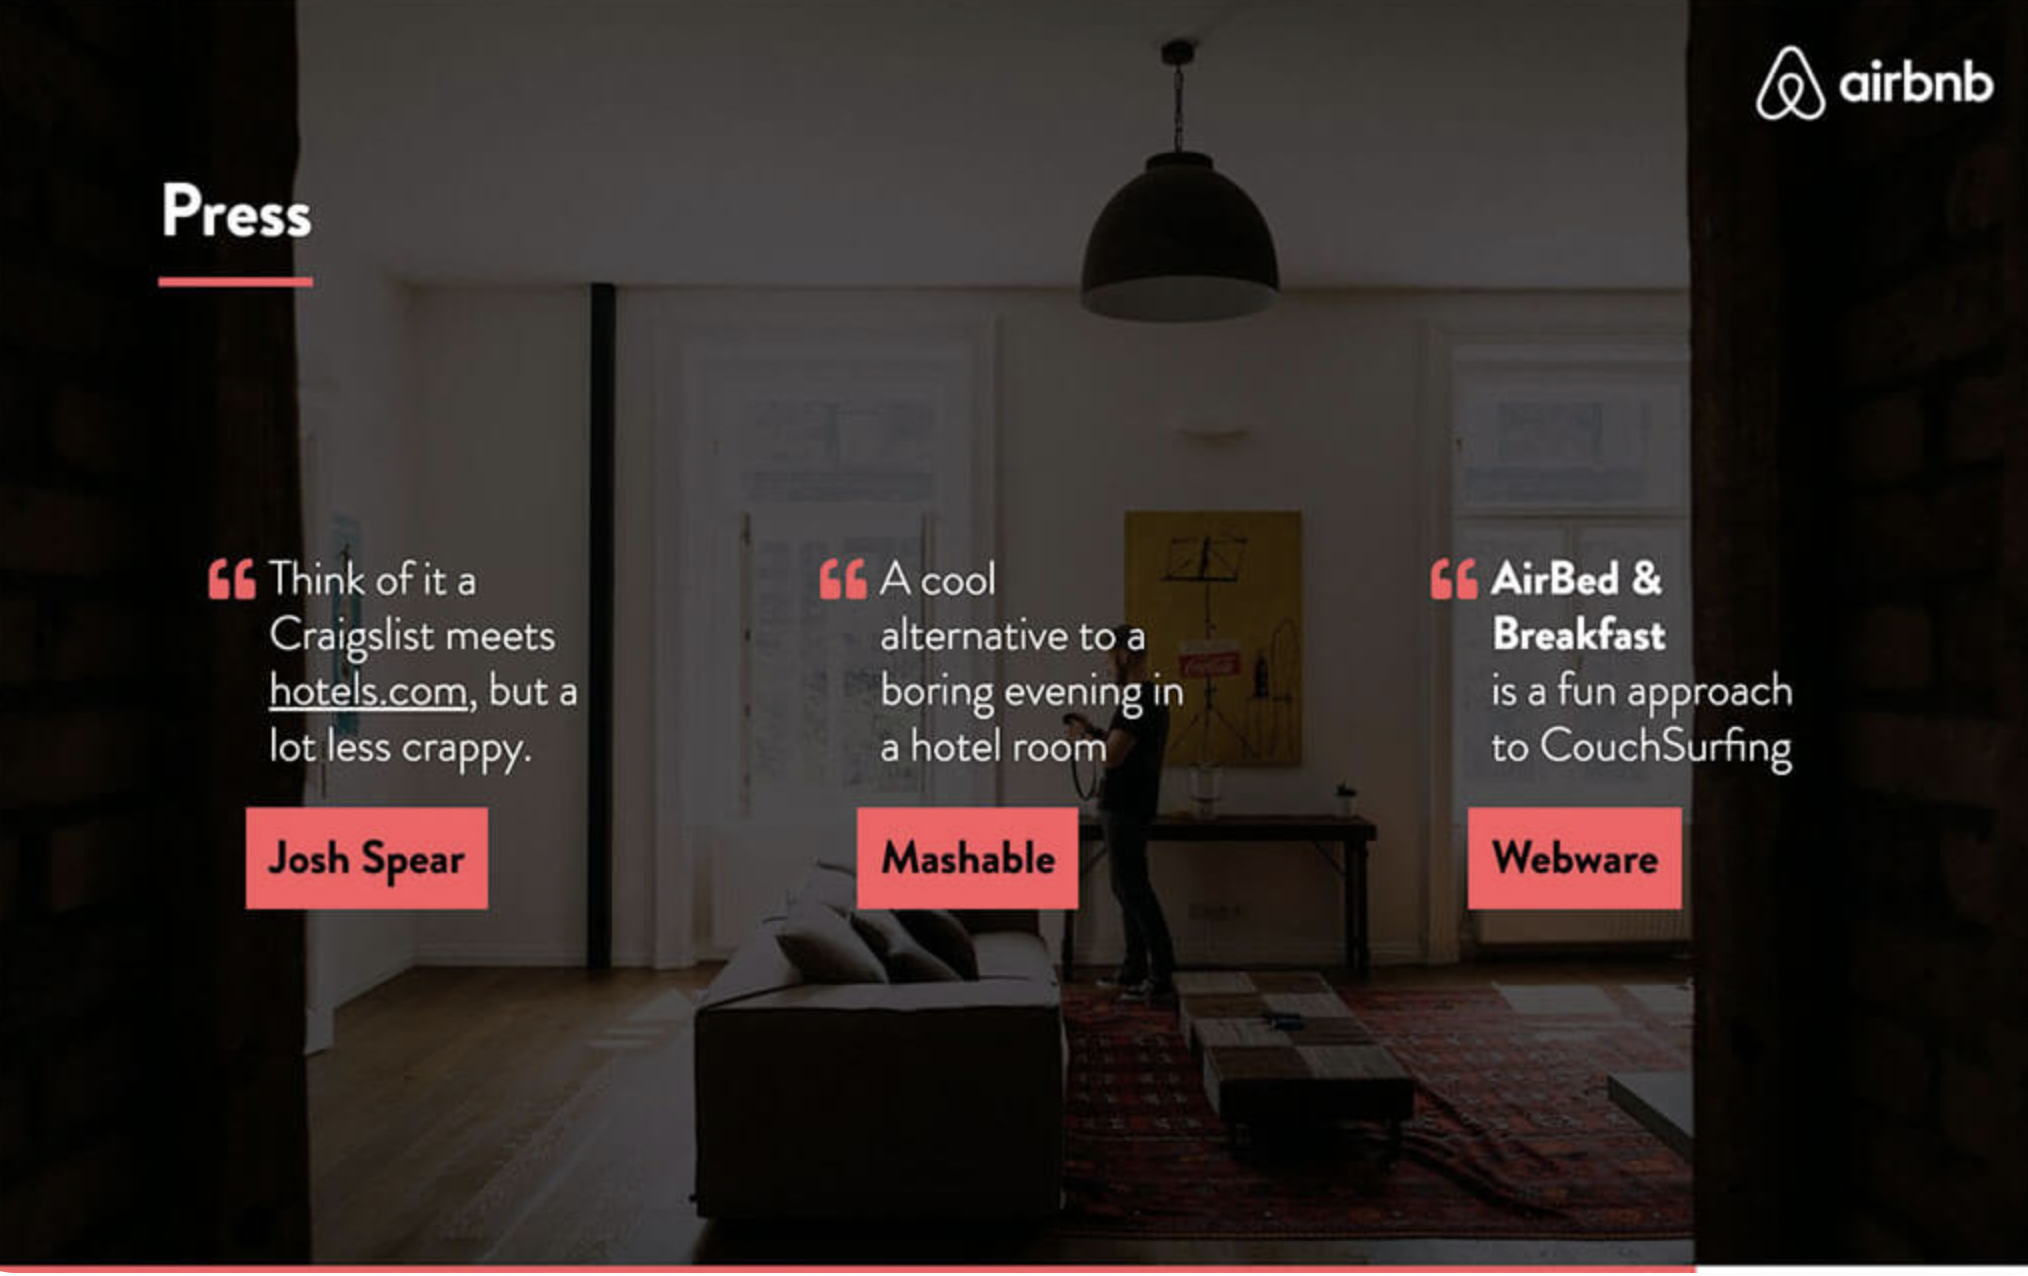 airbnb
Press
“ Think of it a
Craigslist meets
hotels.com, but a
lot less crappy.
Josh Spear
“ A cool
alternative to a
boring evening in
a hotel room
Mashable
“ AirBed &
Breakfast
is a fun approach
to CouchSurfing
Webware